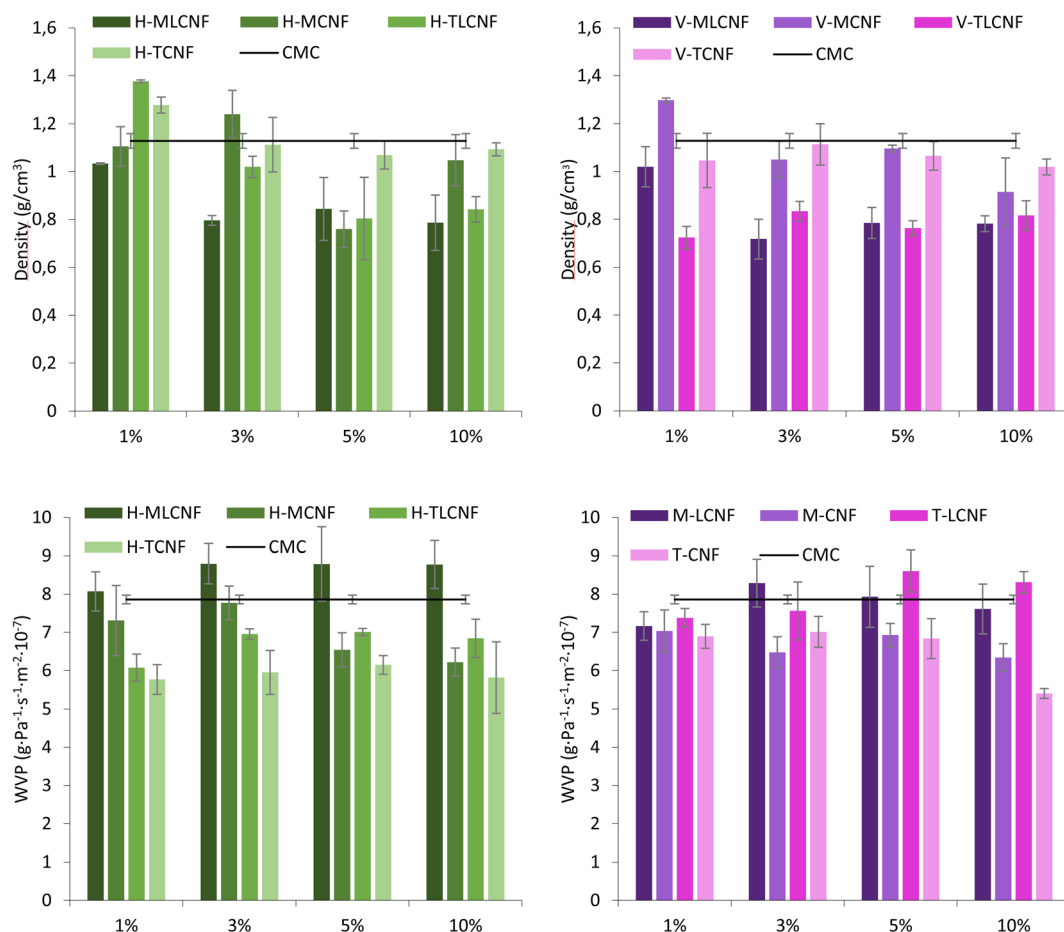 H-MLCNF H-MCNF H-TLCNF
H-TCNF CMC
Density (g/cm³)
1,6
1,4
1,2
1
0,8
0,6
0,4
0,2
0
1% 3% 5% 10%
V-MLCNF V-MCNF V-TLCNF
V-TCNF CMC
Density (g/cm³)
1,6
1,4
1,2
1
0,8
0,6
0,4
0,2
0
1% 3% 5% 10%
H-MLCNF H-MCNF H-TLCNF
H-TCNF CMC
WVP (g·Pa⁻¹·s⁻¹·m⁻²·10⁻⁷)
10
9
8
7
6
5
4
3
2
1
0
1% 3% 5% 10%
M-LCNF M-CNF T-LCNF
T-CNF CMC
WVP (g·Pa⁻¹·s⁻¹·m⁻²·10⁻⁷)
10
9
8
7
6
5
4
3
2
1
0
1% 3% 5% 10%